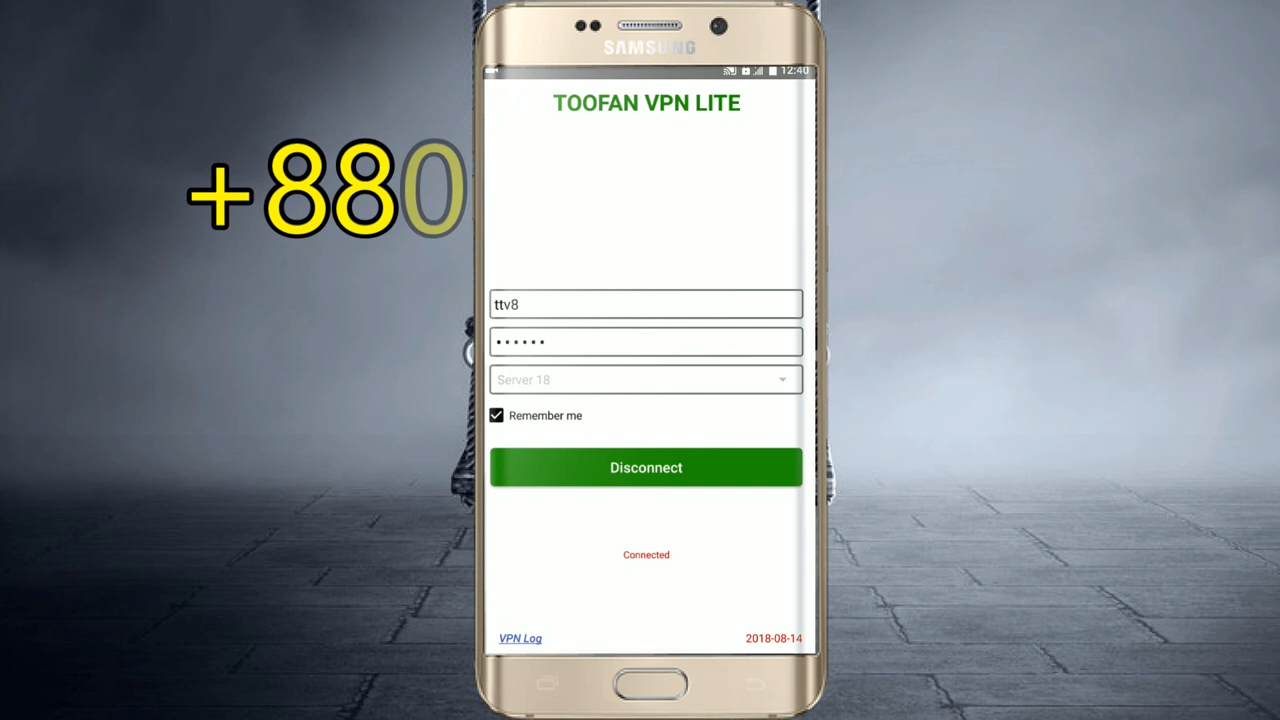 SAMSUNG
12:40
TOOFAN VPN LITE
+880
ttv8
Server 18
Remember me
Disconnect
Connected
VPN Log
2018-08-14